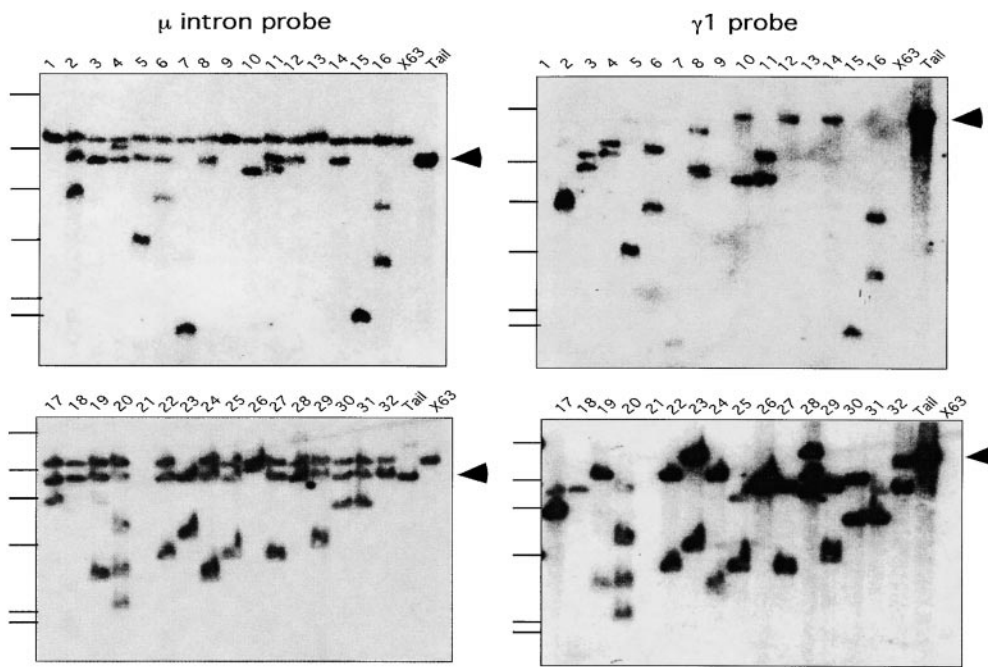 μ intron probe
γ1 probe
1 2 3 4 5 6 7 8 9 10 11 12 13 14 15 16 X63 Tail
1 2 3 4 5 6 7 8 9 10 11 12 13 14 15 16 X63 Tail
17 18 19 20 21 22 23 24 25 26 27 28 29 30 31 32 Tail X63
17 18 19 20 21 22 23 24 25 26 27 28 29 30 31 32 Tail X63